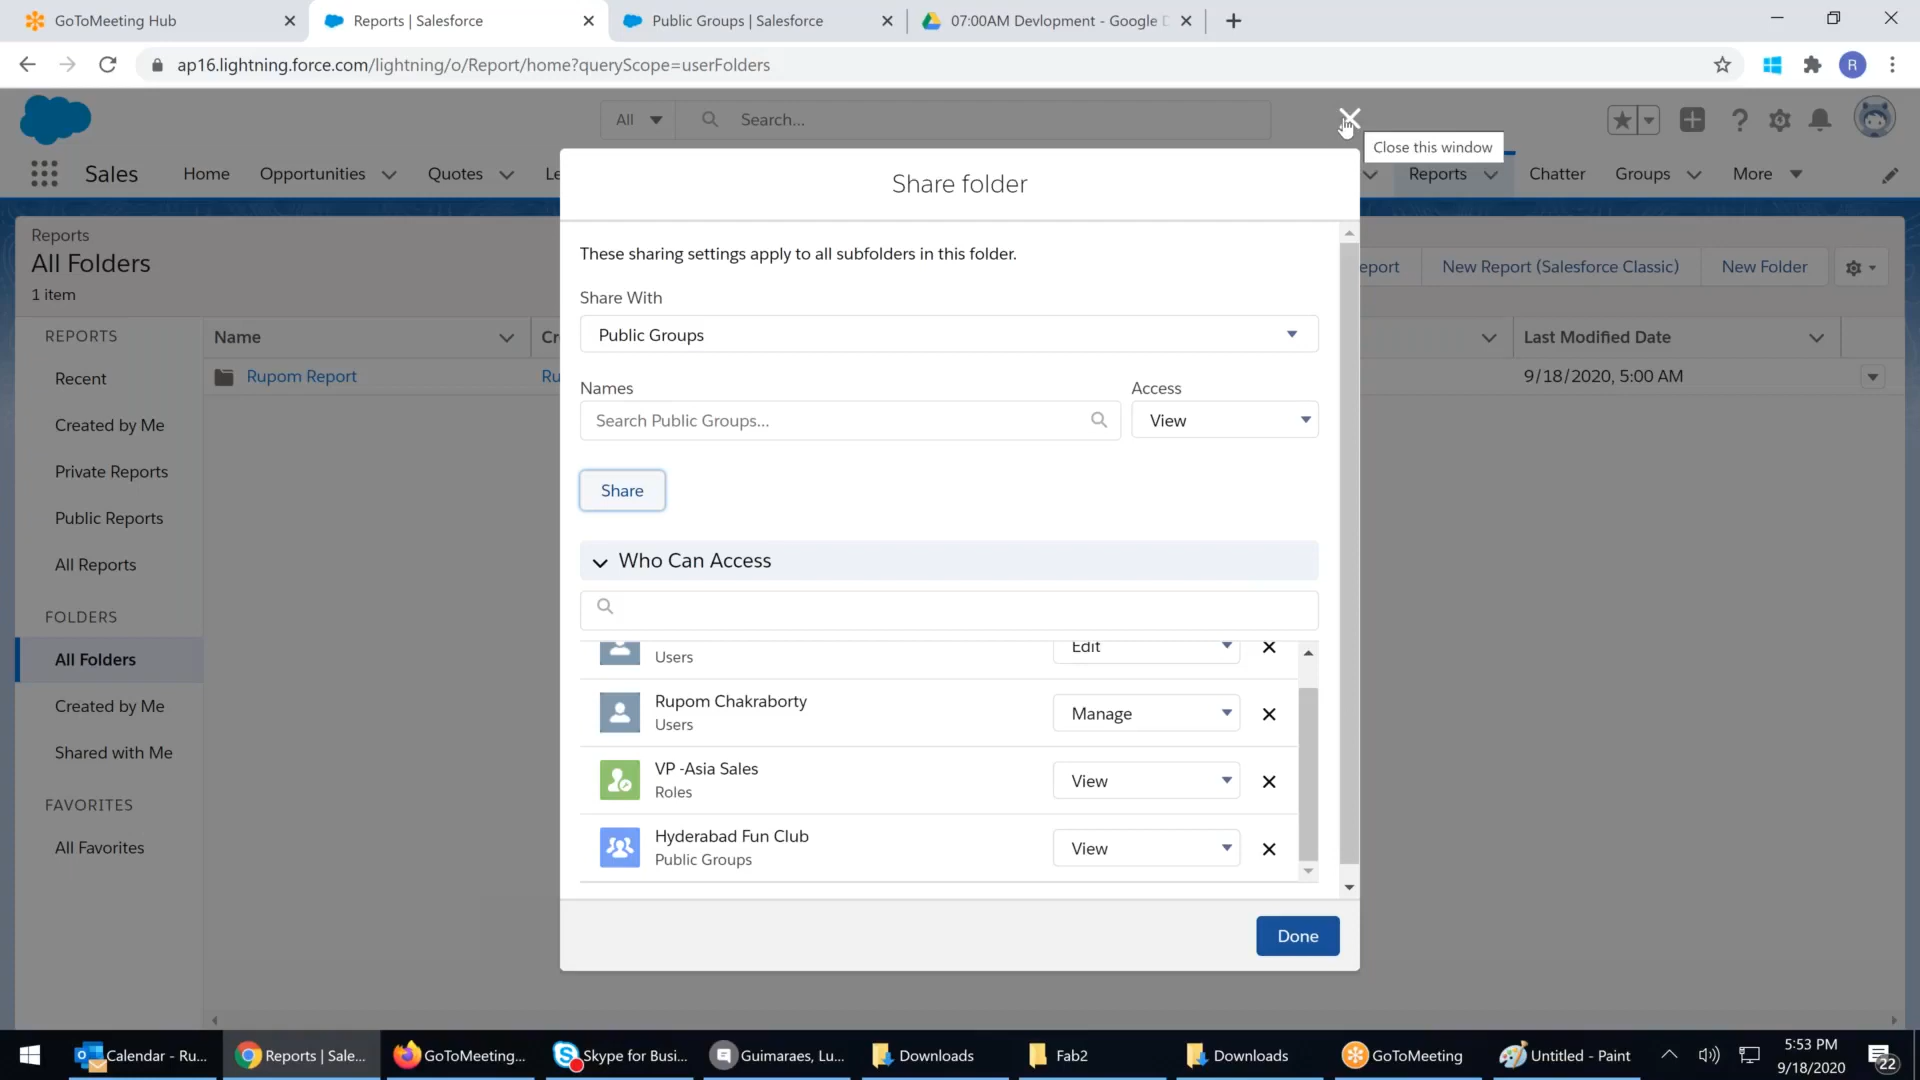 GoToMeeting Hub
Reports | Salesforce
Public Groups | Salesforce
07:00AM Devlopment - Google
ap16.lightning.force.com/lightning/o/Report/home?queryScope=userFolders
R
All
Search...
Close this window
Sales
Home
Opportunities
Quotes
Le
Reports
Chatter
Groups
More
Share folder
Reports
All Folders
1 item
eport
New Report (Salesforce Classic)
New Folder
These sharing settings apply to all subfolders in this folder.
Share With
Public Groups
REPORTS
Recent
Created by Me
Private Reports
Public Reports
All Reports
FOLDERS
All Folders
Created by Me
Shared with Me
FAVORITES
All Favorites
Name
Cr
Last Modified Date
Rupom Report
Ru
9/18/2020, 5:00 AM
Names
Access
Search Public Groups...
View
Share
Who Can Access
Users
Edit
Rupom Chakraborty
Users
Manage
VP -Asia Sales
Roles
View
Hyderabad Fun Club
Public Groups
View
Done
Calendar - Ru...
Reports | Sale...
GoToMeeting...
Skype for Busi...
Guimaraes, Lu...
Downloads
Fab2
Downloads
GoToMeeting
Untitled - Paint
5:53 PM
9/18/2020
22